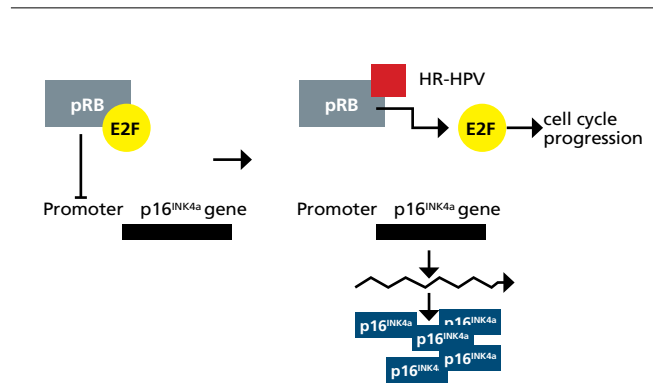 HR-HPV
pRB
pRB
E2F
E2F
cell cycle
progression
Promoter p16INK4a gene
Promoter p16INK4a gene
p16INK4a
p16INK4a
p16INK4a
p16INK4a
p16INK4